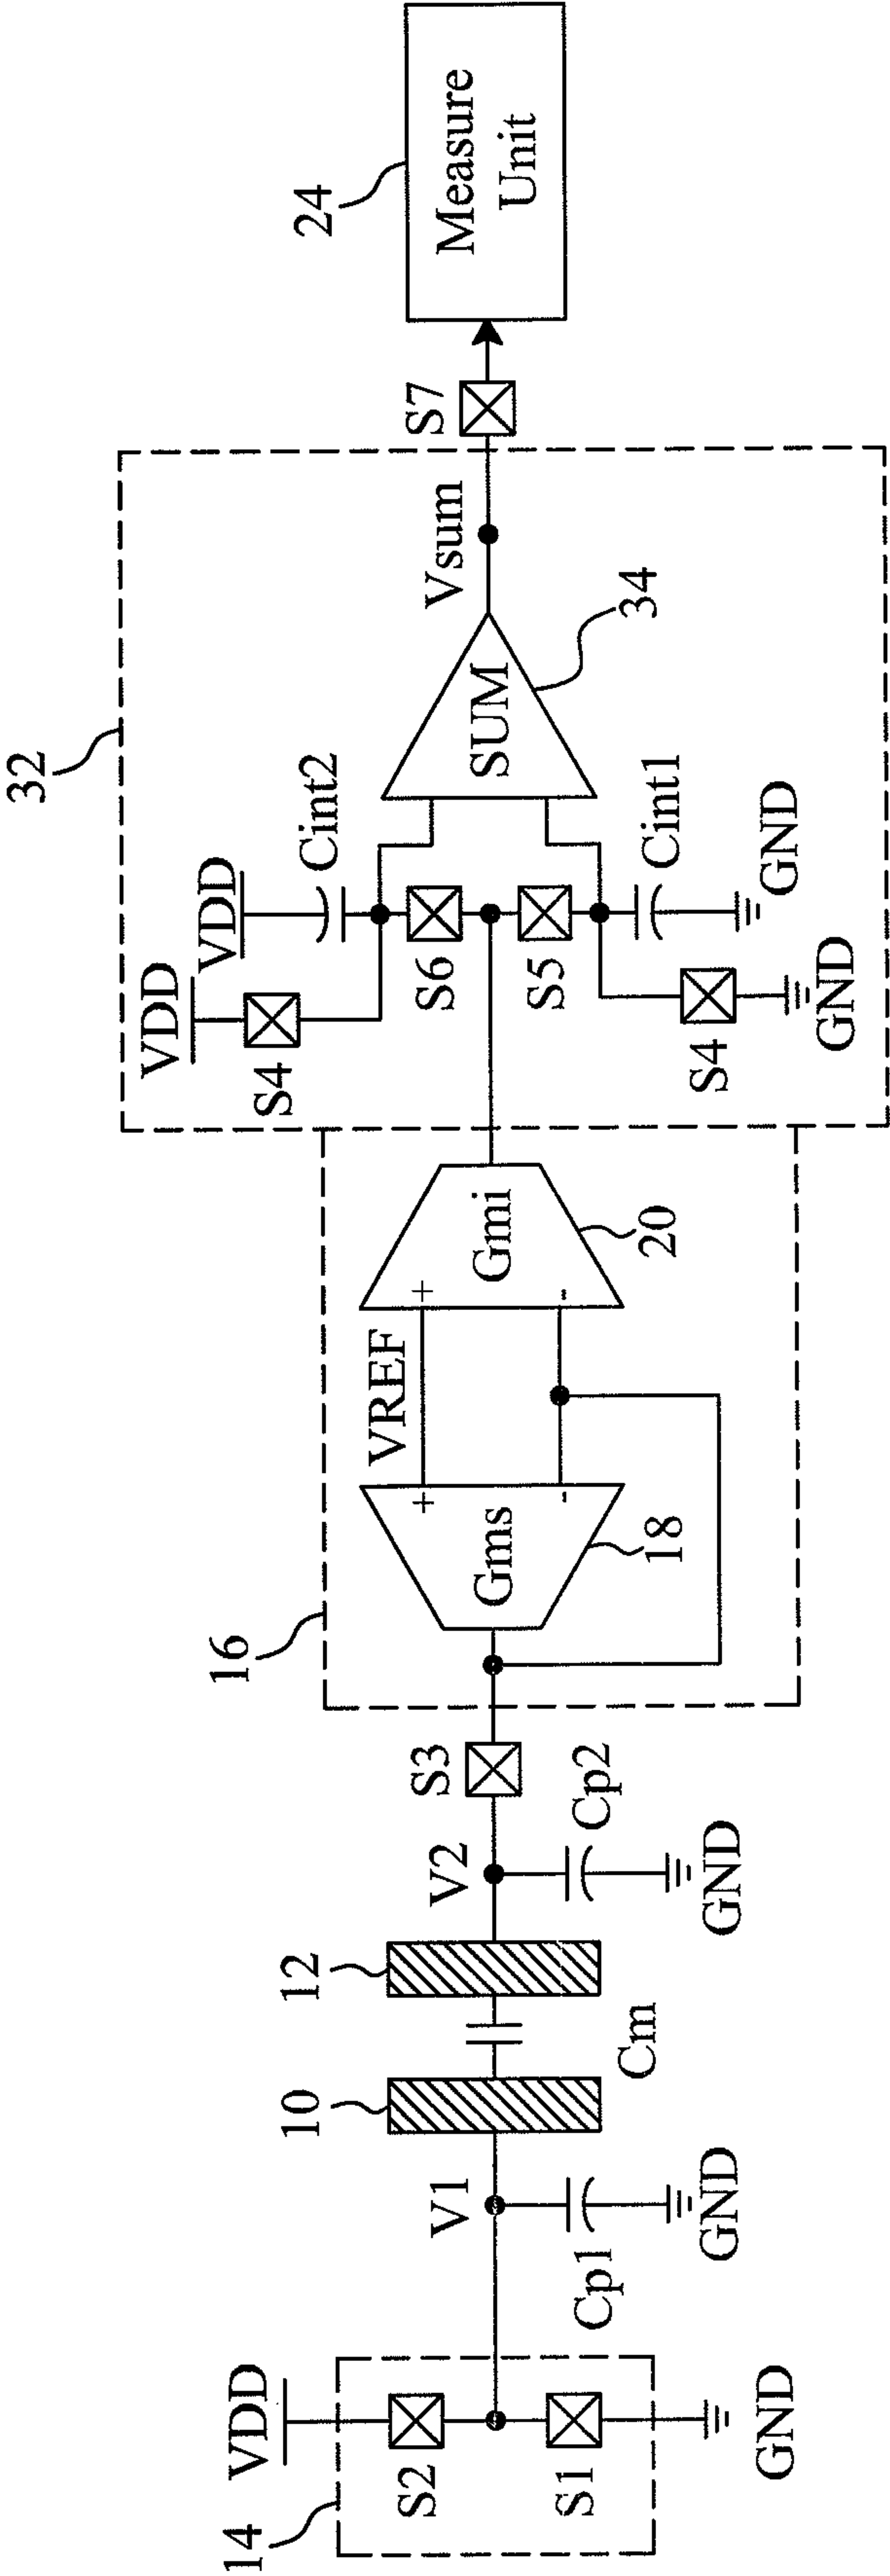 14
VDD
S2
S1
GND
V1
Cp1
GND
10
Cm
12
V2
Cp2
GND
S3
16
Gms
+
-
18
VREF
Gmi
+
-
20
32
VDD
S4
VDD
Cint2
S6
S5
S4
GND
Cint1
GND
SUM
34
Vsum
S7
24
Measure
Unit